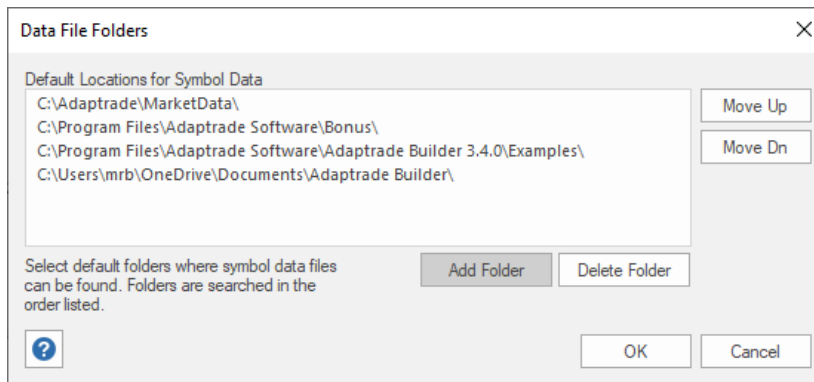 Data File Folders
Default Locations for Symbol Data
C:\Adaptrade\MarketData\
C:\Program Files\Adaptrade Software\Bonus\
C:\Program Files\Adaptrade Software\Adaptrade Builder 3.4.0\Examples\
C:\Users\mrb\OneDrive\Documents\Adaptrade Builder\
Move Up
Move Dn
Select default folders where symbol data files
can be found. Folders are searched in the
order listed.
Add Folder
Delete Folder
?
OK
Cancel